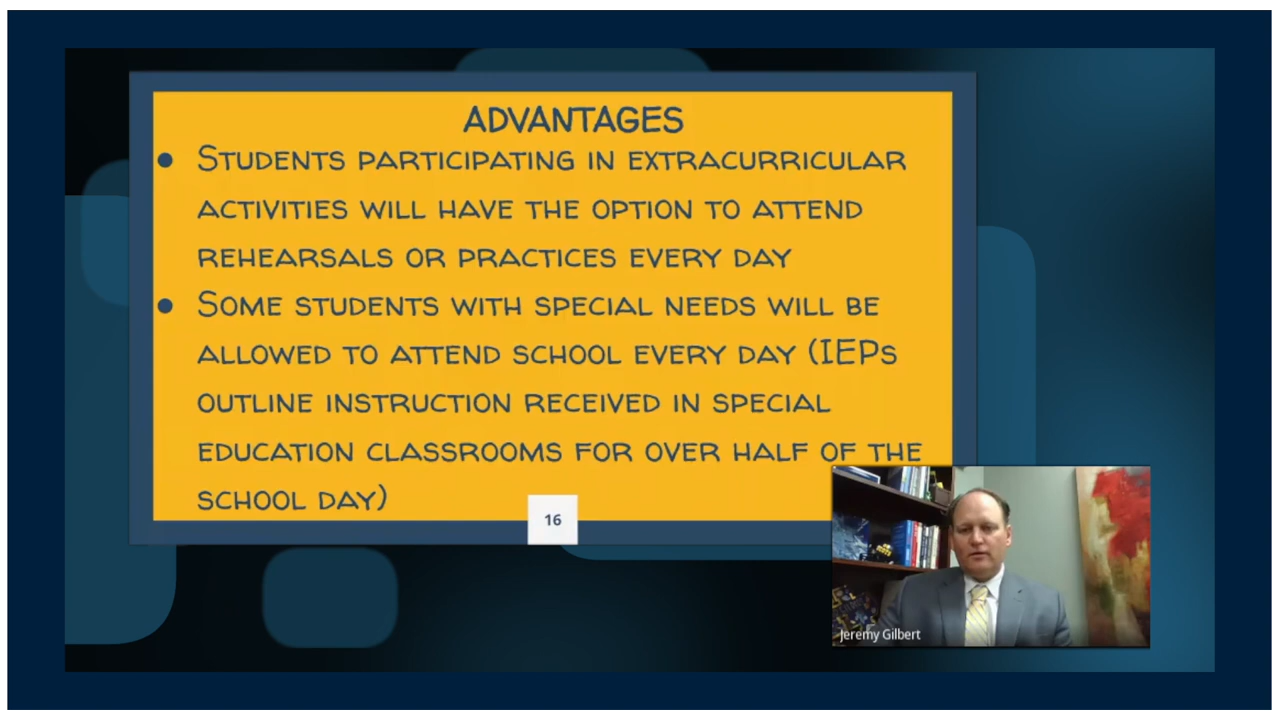 ADVANTAGES
• STUDENTS PARTICIPATING IN EXTRACURRICULAR
ACTIVITIES WILL HAVE THE OPTION TO ATTEND
REHEARSALS OR PRACTICES EVERY DAY
• SOME STUDENTS WITH SPECIAL NEEDS WILL BE
ALLOWED TO ATTEND SCHOOL EVERY DAY (IEPS
OUTLINE INSTRUCTION RECEIVED IN SPECIAL
EDUCATION CLASSROOMS FOR OVER HALF OF THE
SCHOOL DAY)
16
Jeremy Gilbert